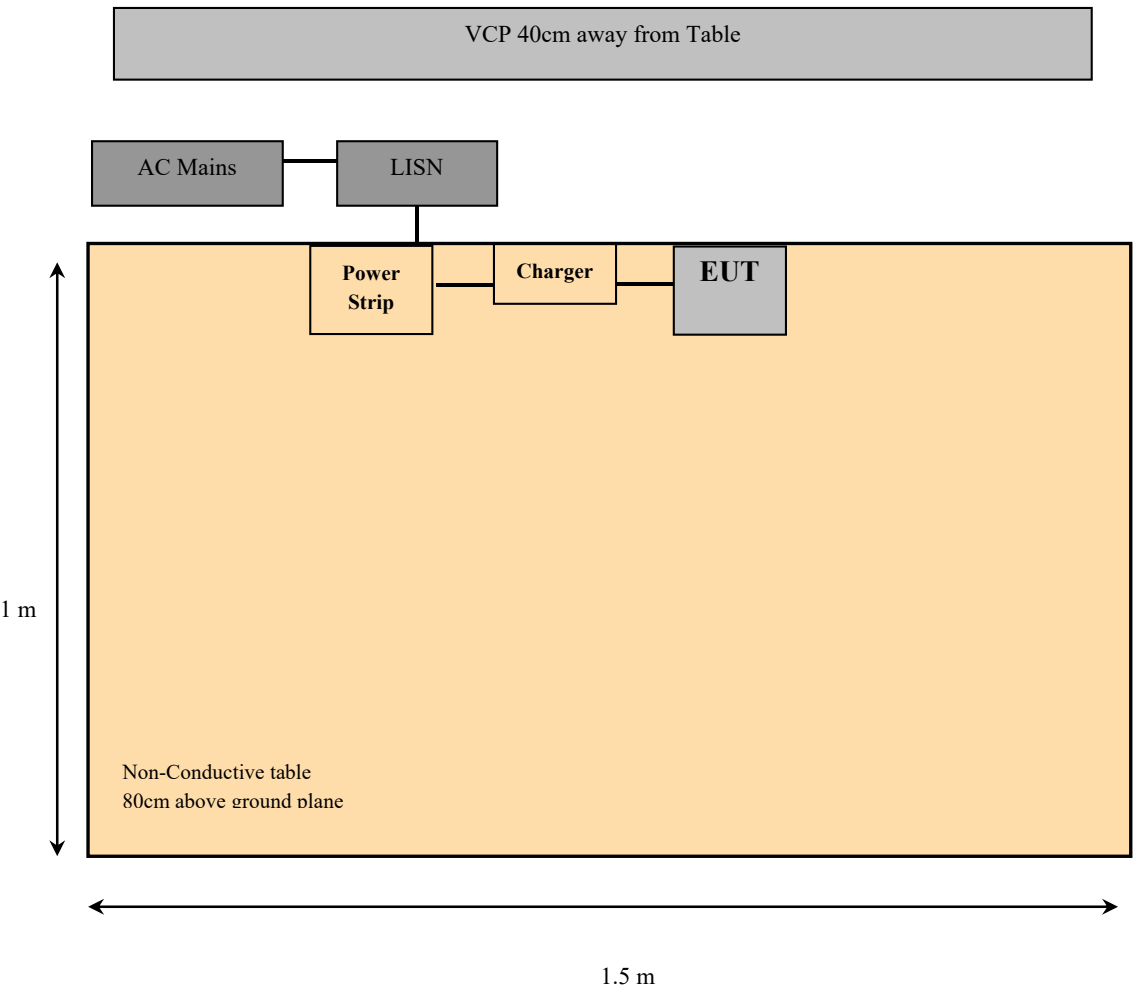 VCP 40cm away from Table
AC Mains
LISN
Power
Strip
Charger
EUT
1 m
Non-Conductive table
80cm above ground plane
1.5 m